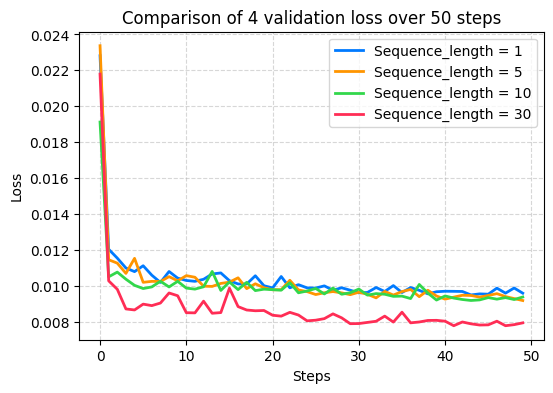 Comparison of 4 validation loss over 50 steps
0.024
0.022
0.020
0.018
0.016
0.014
0.012
0.010
0.008
Loss
Sequence_length = 1
Sequence_length = 5
Sequence_length = 10
Sequence_length = 30
0 10 20 30 40 50
Steps